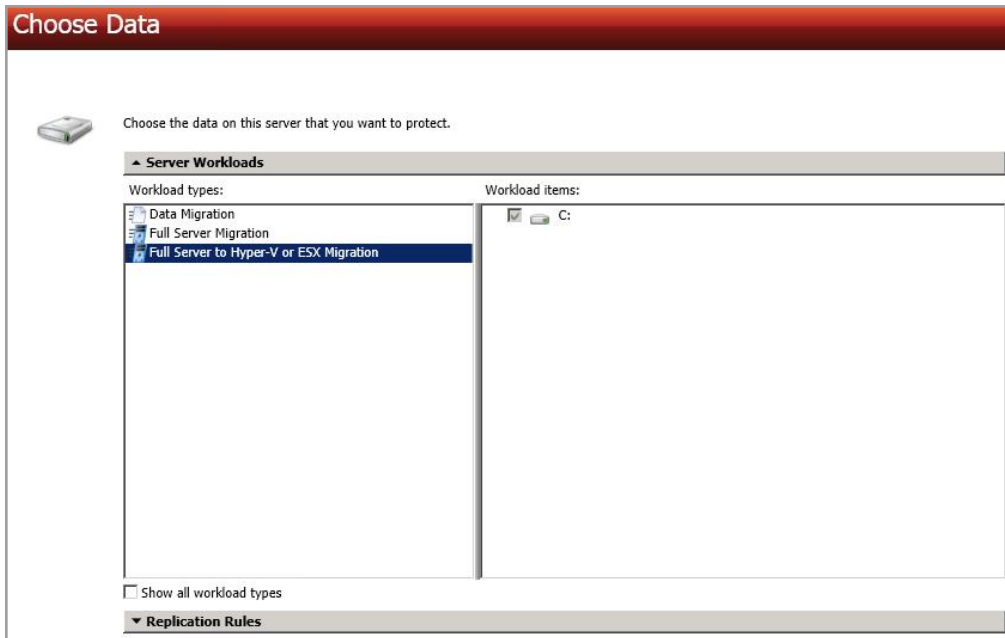 Choose Data
Choose the data on this server that you want to protect.
Server Workloads
Workload types:
Data Migration
Full Server Migration
Full Server to Hyper-V or ESX Migration
Workload items:
C:
Show all workload types
Replication Rules